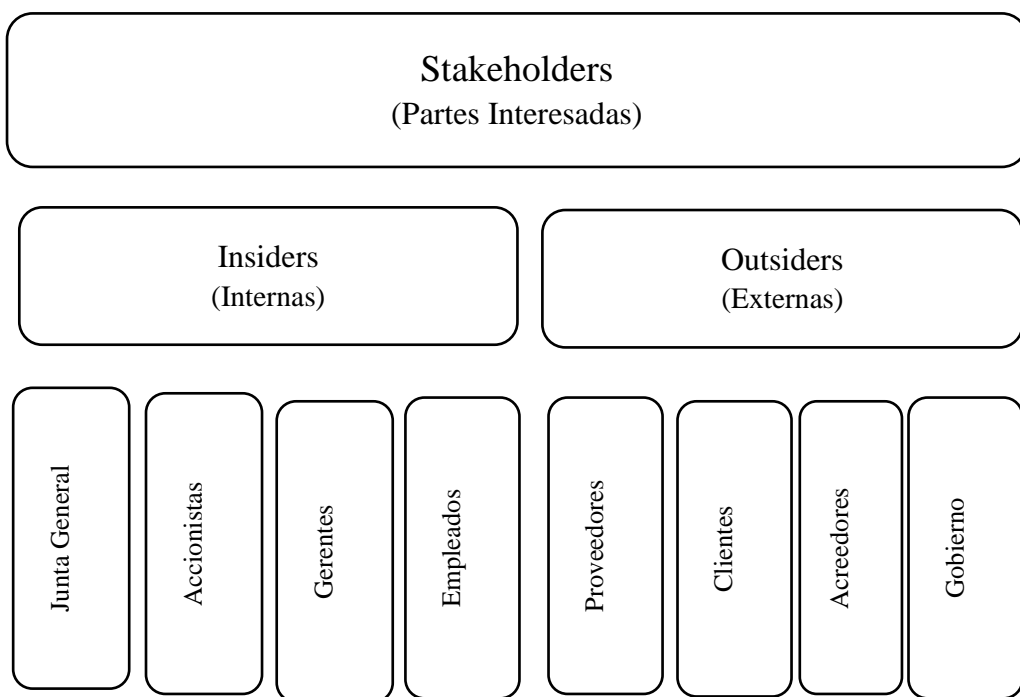 Stakeholders
(Partes Interesadas)
Insiders
(Internas)
Outsiders
(Externas)
Junta General
Accionistas
Gerentes
Empleados
Proveedores
Clientes
Acreedores
Gobierno